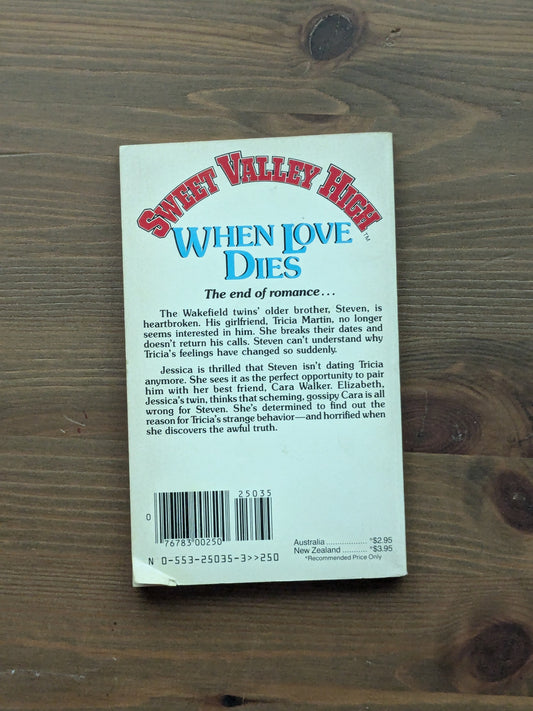 SWEET VALLEY HIGH™
WHEN LOVE
DIES
The end of romance...
The Wakefield twins' older brother, Steven, is
heartbroken. His girlfriend, Tricia Martin, no longer
seems interested in him. She breaks their dates and
doesn't return his calls. Steven can't understand why
Tricia's feelings have changed so suddenly.
Jessica is thrilled that Steven isn't dating Tricia
anymore. She sees it as the perfect opportunity to pair
him with her best friend, Cara Walker. Elizabeth,
Jessica's twin, thinks that scheming, gossipy Cara is all
wrong for Steven. She's determined to find out the
reason for Tricia's strange behavior—and horrified when
she discovers the awful truth.
25035
0
76783 00250
N 0-553-25035-3>>250
Australia .................. *$2.95
New Zealand ........... *$3.95
*Recommended Price Only